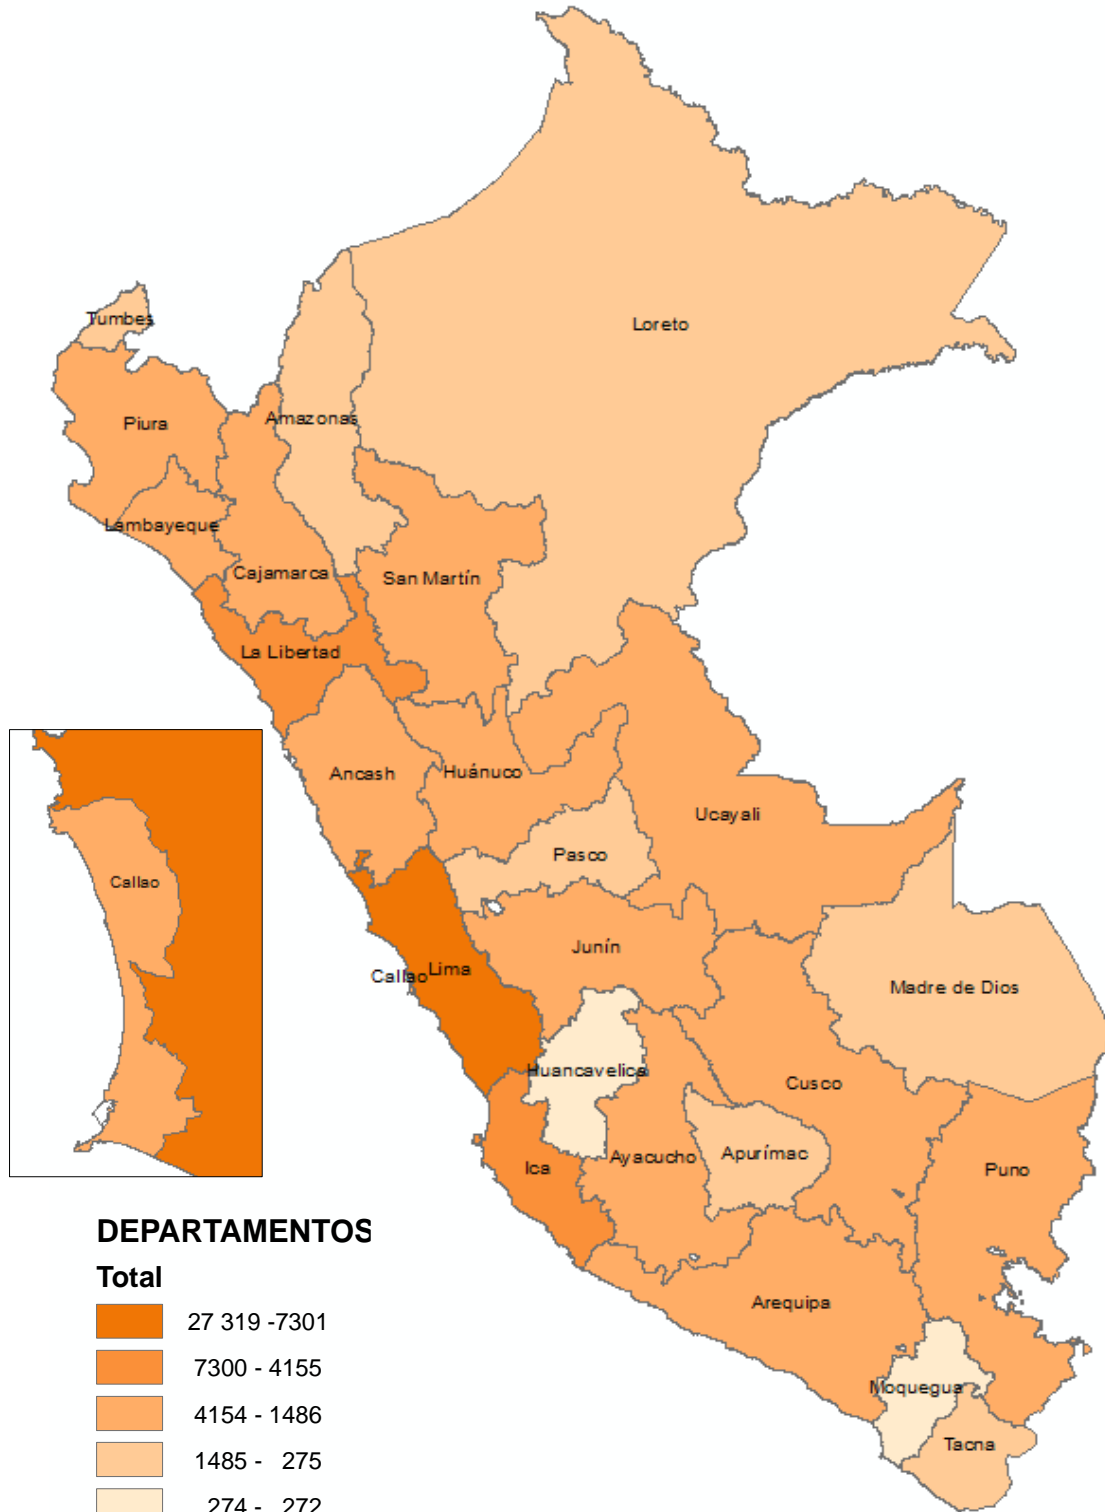 Tumbes
Loreto
Piura
Amazonas
Lambayeque
Cajamarca
San Martín
La Libertad
Ancash
Huánuco
Ucayali
Pasco
Callao
Junín
Callao
Lima
Madre de Dios
Huancavelica
Cusco
Ica
Ayacucho
Apurímac
Puno
Arequipa
Moquegua
Tacna
DEPARTAMENTOS
Total
27 319 -7301
7300 - 4155
4154 - 1486
1485 - 275
274 - 272